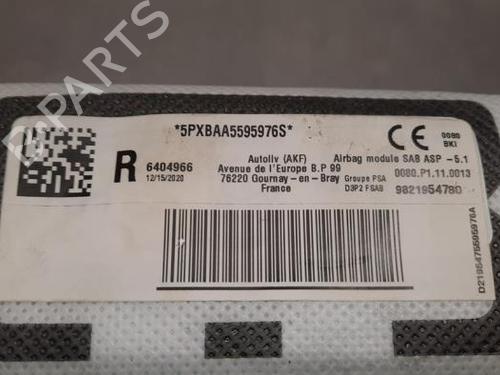 B-PARTS
*5PXBAA5595976S*
R
6404966
12/15/2020
Autoliv (AKF)
Avenue de l'Europe B.P 99
76220 Gournay-en-Bray
France
CE
0080
BKI
Airbag module SAB ASP -5.1
Groupe PSA
0080.P1.11.0013
D3P2 FSAB
9821954780
D219547S595976A